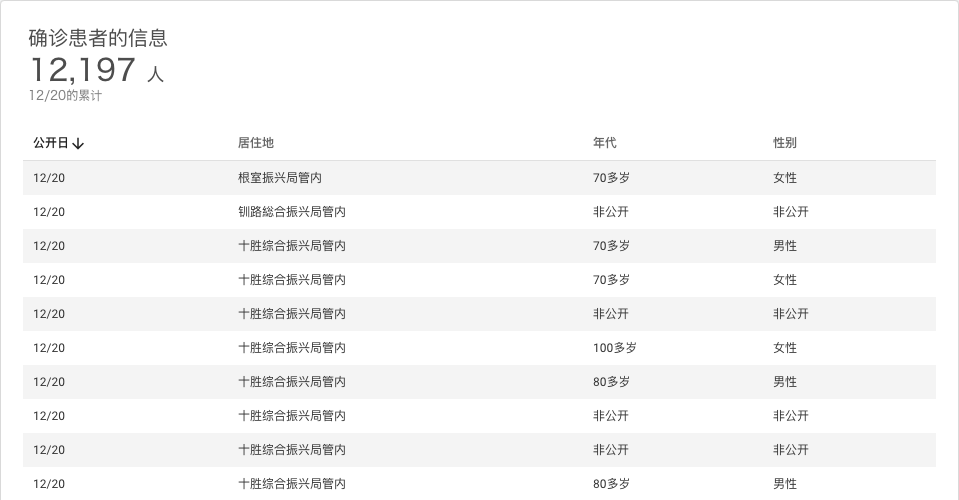 确诊患者的信息
12,197 人
12/20的累计
公开日 居住地 年代 性别
12/20 根室振兴局管内 70多岁 女性
12/20 钏路総合振兴局管内 非公开 非公开
12/20 十胜综合振兴局管内 70多岁 男性
12/20 十胜综合振兴局管内 70多岁 女性
12/20 十胜综合振兴局管内 非公开 非公开
12/20 十胜综合振兴局管内 100多岁 女性
12/20 十胜综合振兴局管内 80多岁 男性
12/20 十胜综合振兴局管内 非公开 非公开
12/20 十胜综合振兴局管内 非公开 非公开
12/20 十胜综合振兴局管内 80多岁 男性